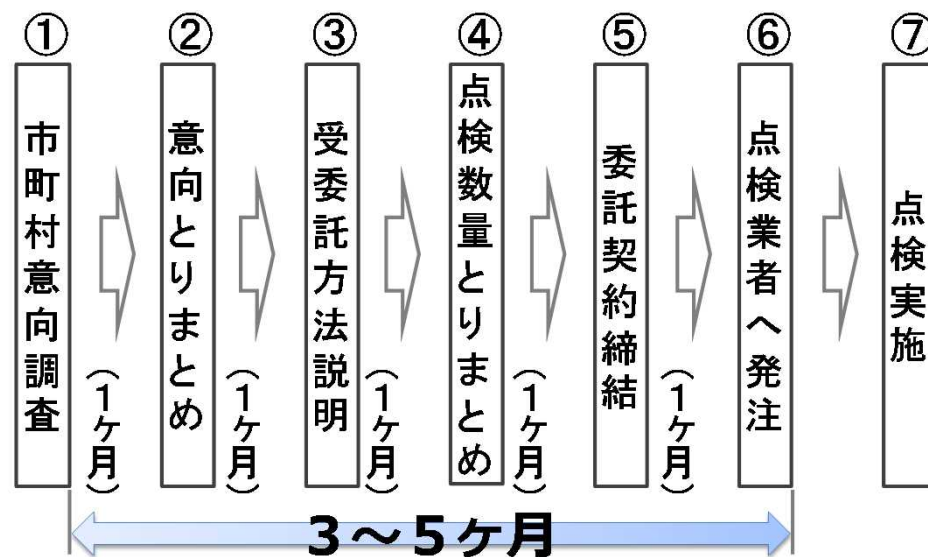 ①
市町村意向調査
(1ヶ月)
②
意向とりまとめ
(1ヶ月)
③
受委託方法説明
(1ヶ月)
④
点検数量とりまとめ
(1ヶ月)
⑤
委託契約締結
(1ヶ月)
⑥
点検業者へ発注
⑦
点検実施
3～5ヶ月